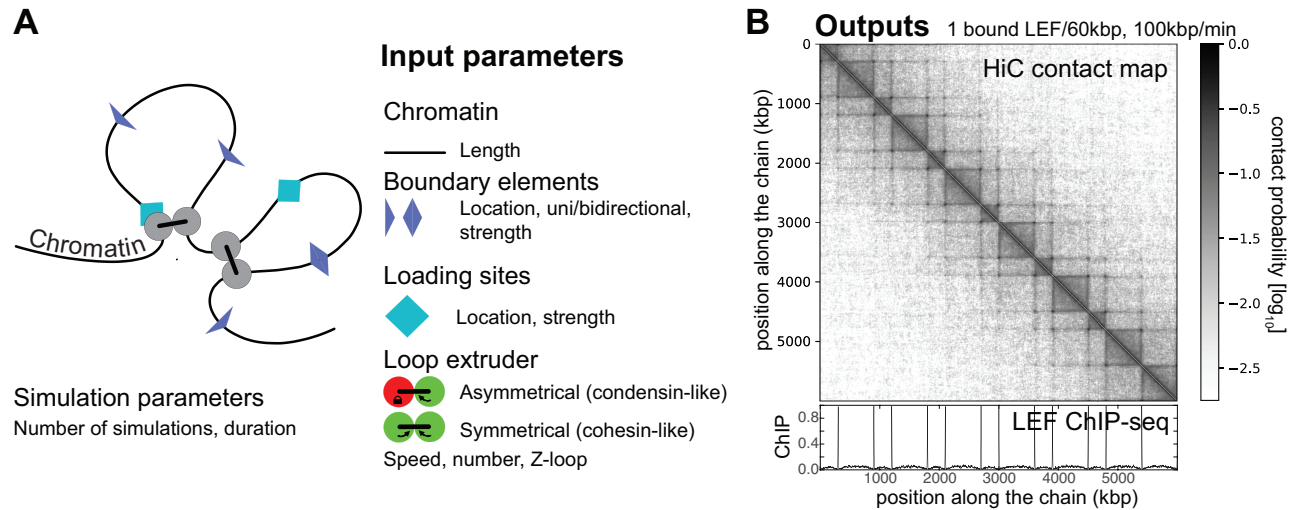 A
Chromatin
Simulation parameters
Number of simulations, duration
Input parameters
Chromatin
Length
Boundary elements
Location, uni/bidirectional,
strength
Loading sites
Location, strength
Loop extruder
Asymmetrical (condensin-like)
Symmetrical (cohesin-like)
Speed, number, Z-loop
B
Outputs 1 bound LEF/60kbp, 100kbp/min
HiC contact map
position along the chain (kbp)
0
1000
2000
3000
4000
5000
0.0
−0.5
−1.0
−1.5
−2.0
−2.5
contact probability [log10]
LEF ChIP-seq
ChIP
0.8
0.4
0.0
1000 2000 3000 4000 5000
position along the chain (kbp)